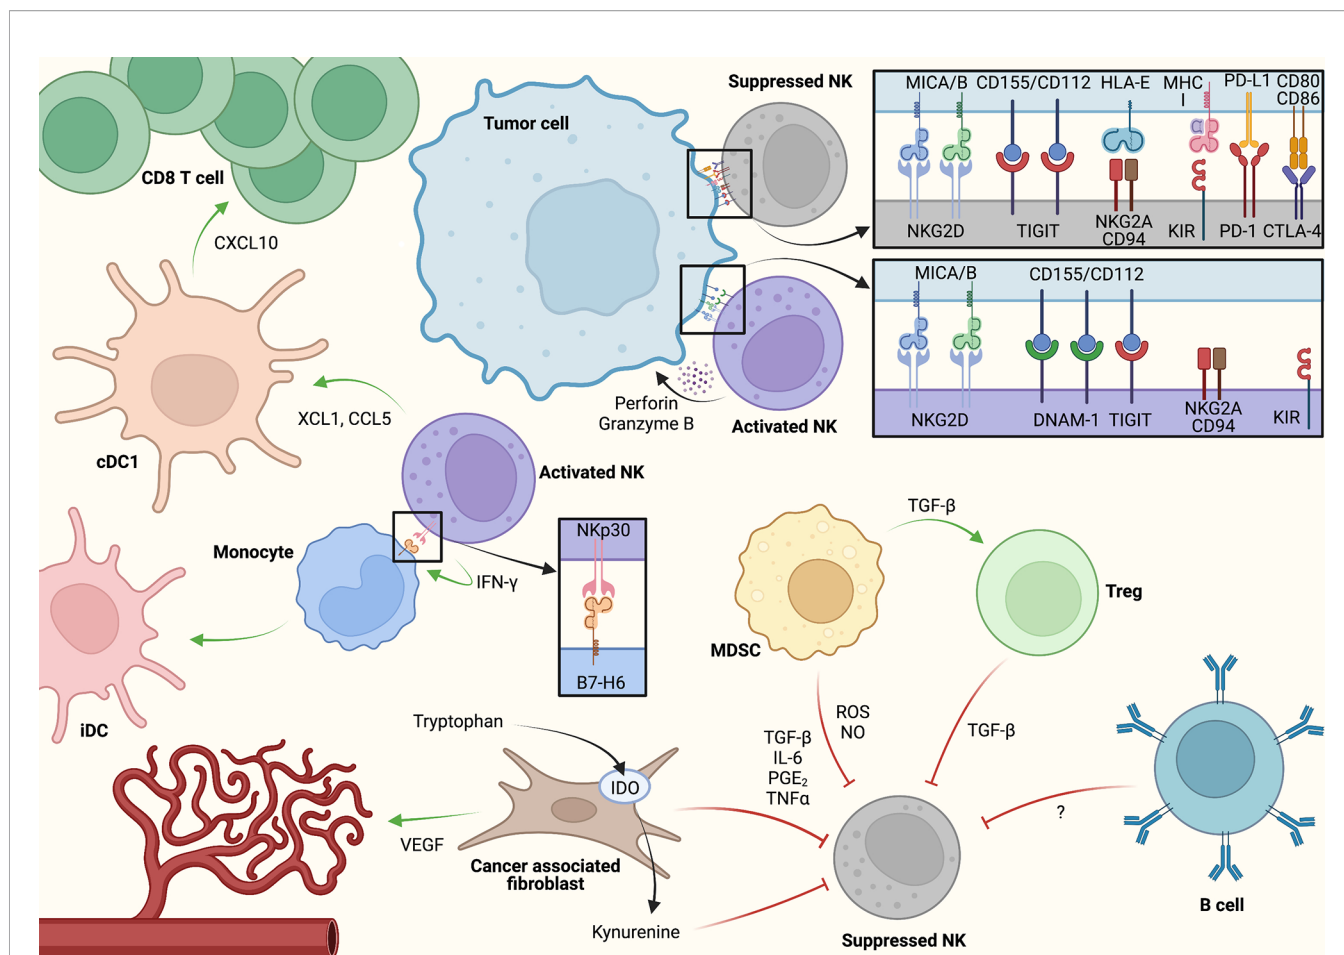 Suppressed NK
Tumor cell
CD8 T cell
CXCL10
MICA/B
CD155/CD112
HLA-E
MHC
I
PD-L1
CD80
CD86
NKG2D
TIGIT
NKG2A
CD94
KIR
PD-1
CTLA-4
MICA/B
CD155/CD112
NKG2D
DNAM-1
TIGIT
NKG2A
CD94
KIR
Perforin
Granzyme B
Activated NK
XCL1, CCL5
cDC1
Activated NK
Monocyte
IFN-γ
NKp30
B7-H6
iDC
TGF-β
MDSC
Treg
ROS
NO
TGF-β
TGF-β
IL-6
PGE₂
TNFα
Tryptophan
IDO
VEGF
Cancer associated
fibroblast
Kynurenine
?
B cell
Suppressed NK